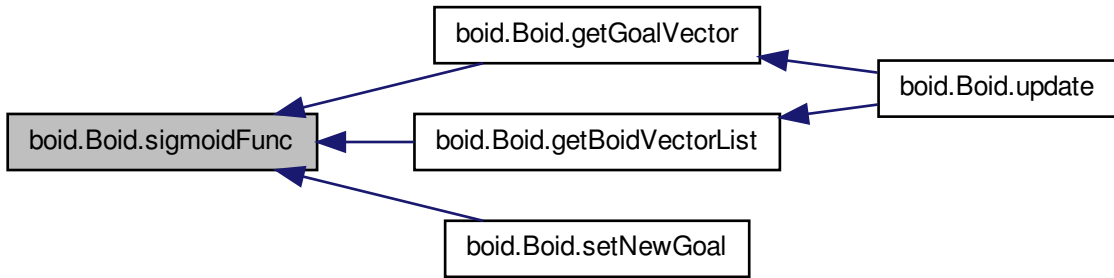 boid.Boid.getGoalVector
boid.Boid.update
boid.Boid.sigmoidFunc
boid.Boid.getBoidVectorList
boid.Boid.setNewGoal